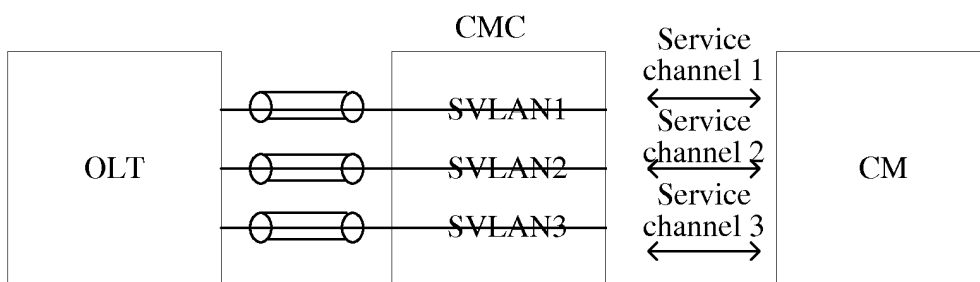 CMC
Service
channel 1
SVLAN1
Service
channel 2
OLT
SVLAN2
CM
Service
channel 3
SVLAN3